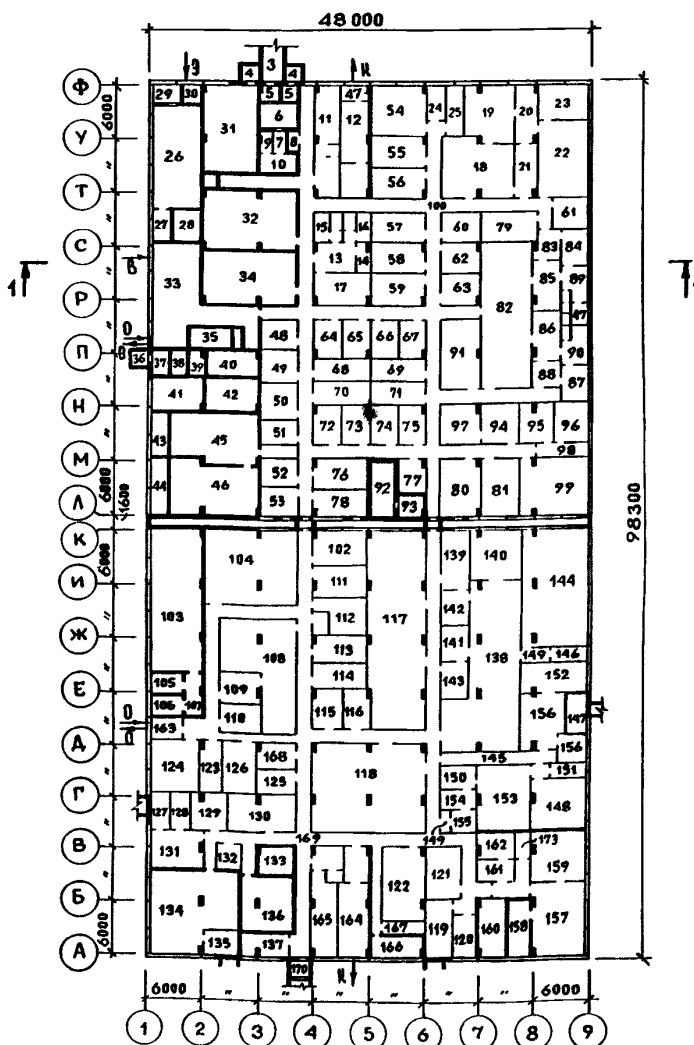 48 000
Э 3 К
4 4
Ф 29 30 5 5 47 54 24 25 19 20 23
6000 31 6 11 12
У 26 9 7 8 55 18 22
10 56 21
Т 100
32 61
27 28 15 16 57 60 79
С 13 14 58 62 83 84
1 В 33 34 17 59 63 85 89
Р 82 47
О 35 48 64 65 66 67 86
П В 36 37 38 39 40 49 68 69 91 88 90
41 42 50 70 71 87
Н 72 73 74 75 97 94 95 96
43 45 51 98
М 52 76 92 77 80 81 99
6000 44 46 53 78 93
Л 1600
К 104 102 139 140 144
6000
И 103 111 117
112 142
Ж 108 113 141 138 149 146
105 109 114 143 152
Е 106 107 110 115 116 156 147
О 163
О
Д 124 123 126 168 118 145 156
125 150 151
Г 127 128 129 130 154 153 148
169 149 155
В 131 132 133 121 162 173
161 159
Б 134 136 122
165 164 167 119 160 158 157
6000 135 137 166 120
А 170 К
98300
6000 " " " " " 6000
1 2 3 4 5 6 7 8 9